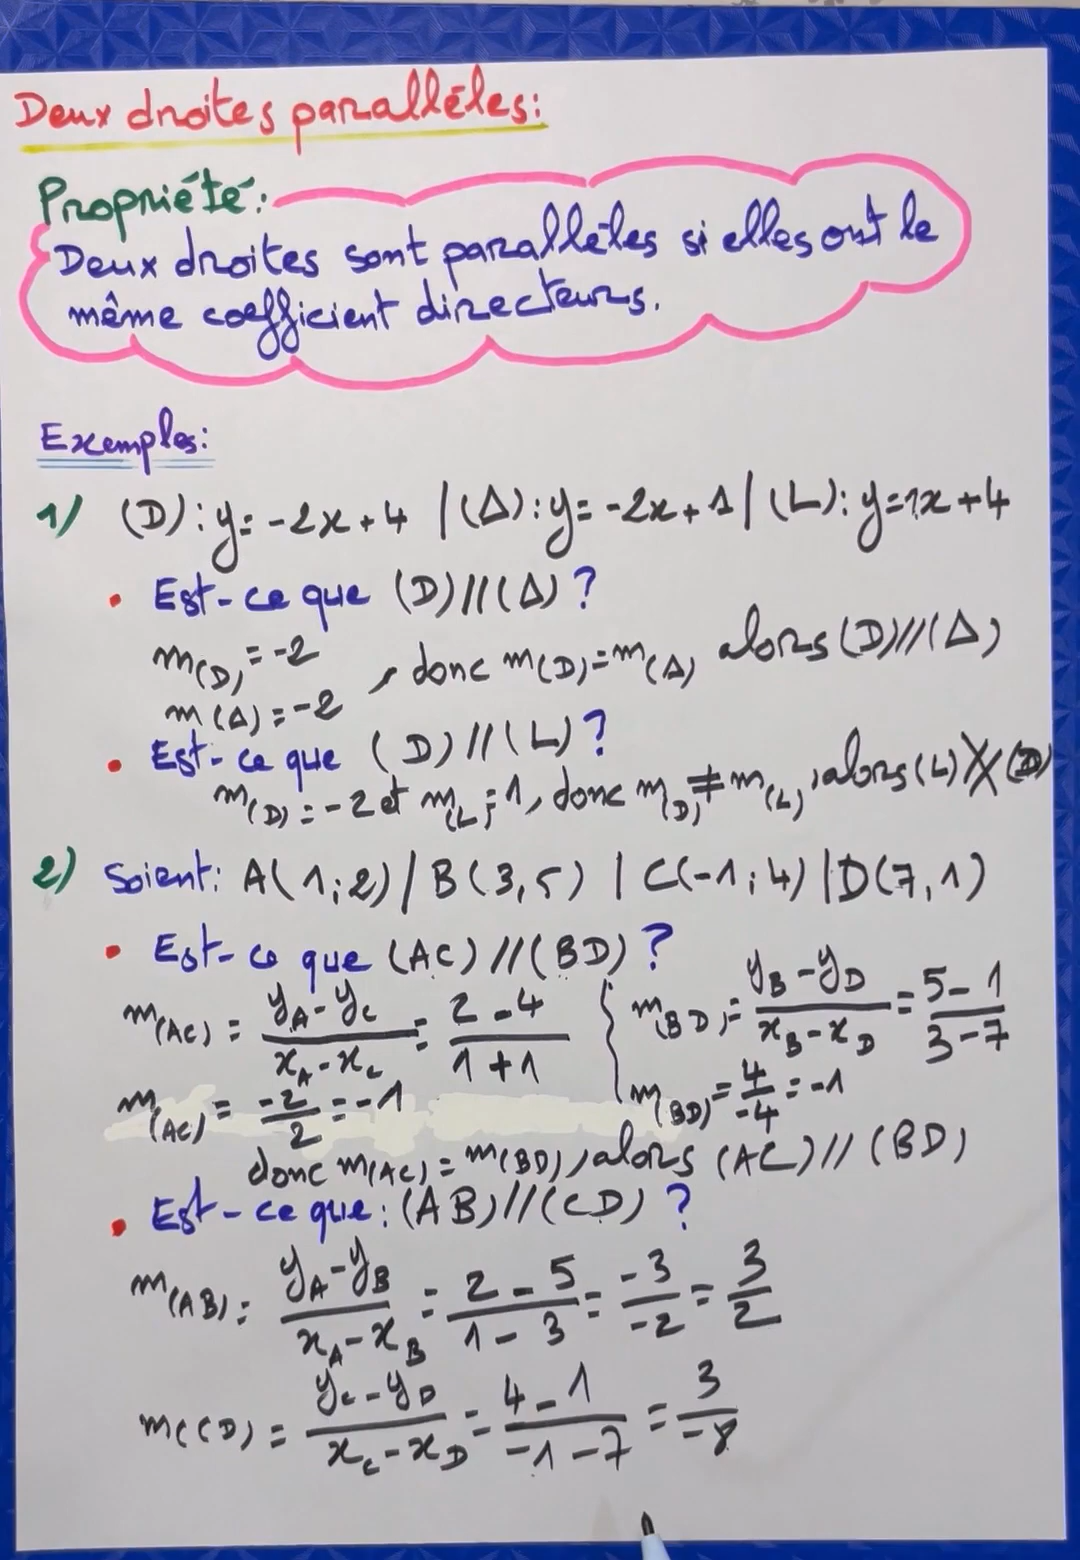 Deux droites parallèles:
Propriété:
Deux droites sont parallèles si elles ont le
même coefficient directeurs.
Exemples:
1) (D): y= -2x+4 | (Δ): y= -2x+1 | (L): y=1x+4
• Est-ce que (D)//(Δ)?
m(D)=-2
m(Δ)=-2 , donc m(D)=m(Δ) alors (D)//(Δ)
• Est-ce que (D)//(L)?
m(D)=-2 et m(L)=1, donc m(D)≠m(L), alors (L)∦(D)
2) Soient: A(1;2) | B(3,5) | C(-1;4) | D(7,1)
• Est-ce que (AC)//(BD)?
m(AC) = (yA-yC)/(xA-xC) = (2-4)/(1+1) { m(BD) = (yB-yD)/(xB-xD) = (5-1)/(3-7)
m(AC) = -2/2 = -1 m(BD) = 4/-4 = -1
donc m(AC)=m(BD), alors (AC)//(BD)
• Est-ce que: (AB)//(CD)?
m(AB) = (yA-yB)/(xA-xB) = (2-5)/(1-3) = -3/-2 = 3/2
m(CD) = (yC-yD)/(xC-xD) = (4-1)/(-1-7) = 3/-8